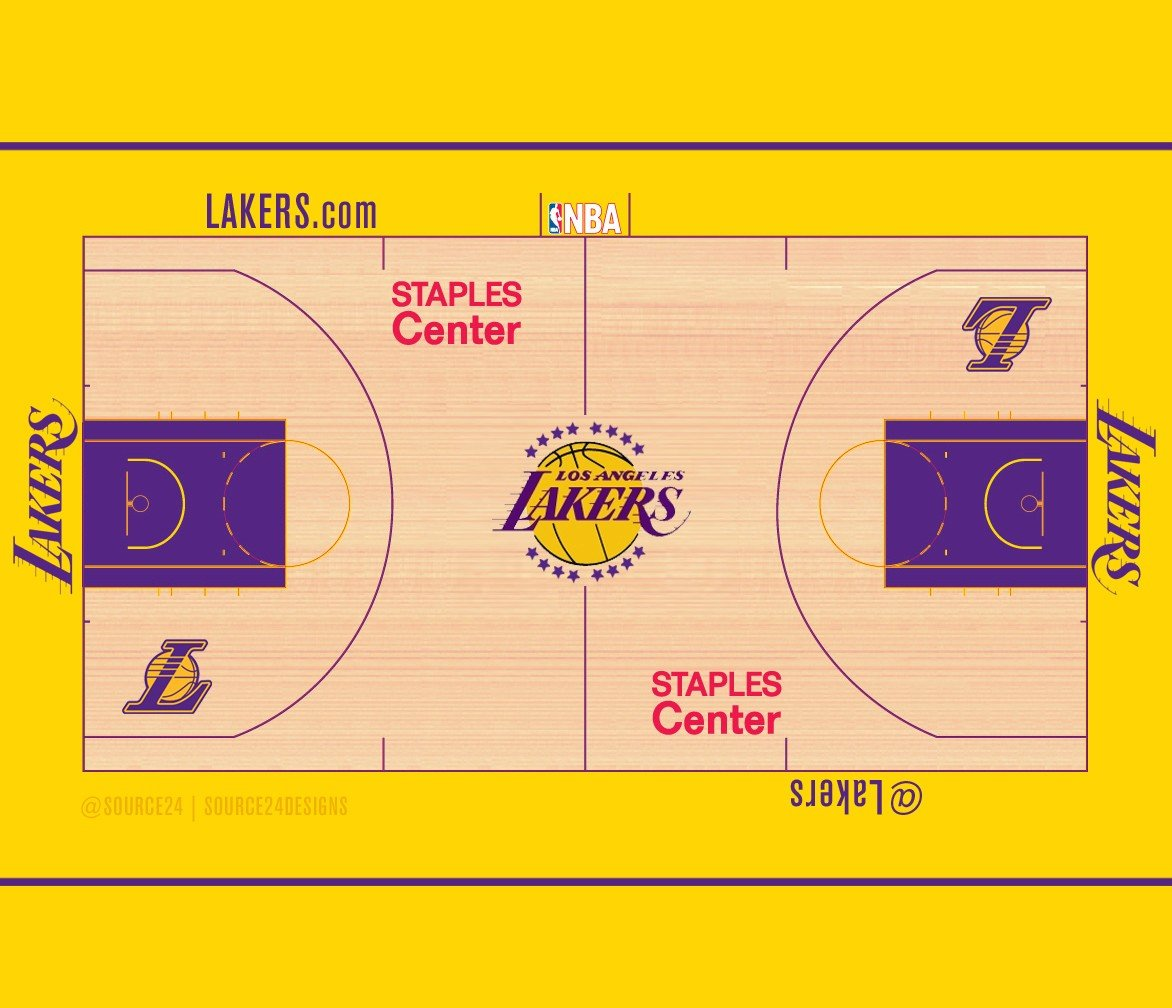 LAKERS.com
NBA
STAPLES
Center
L
LAKERS
LOS ANGELES
LAKERS
LAKERS
L
STAPLES
Center
@Lakers
@SOURCE24 | SOURCE24DESIGNS